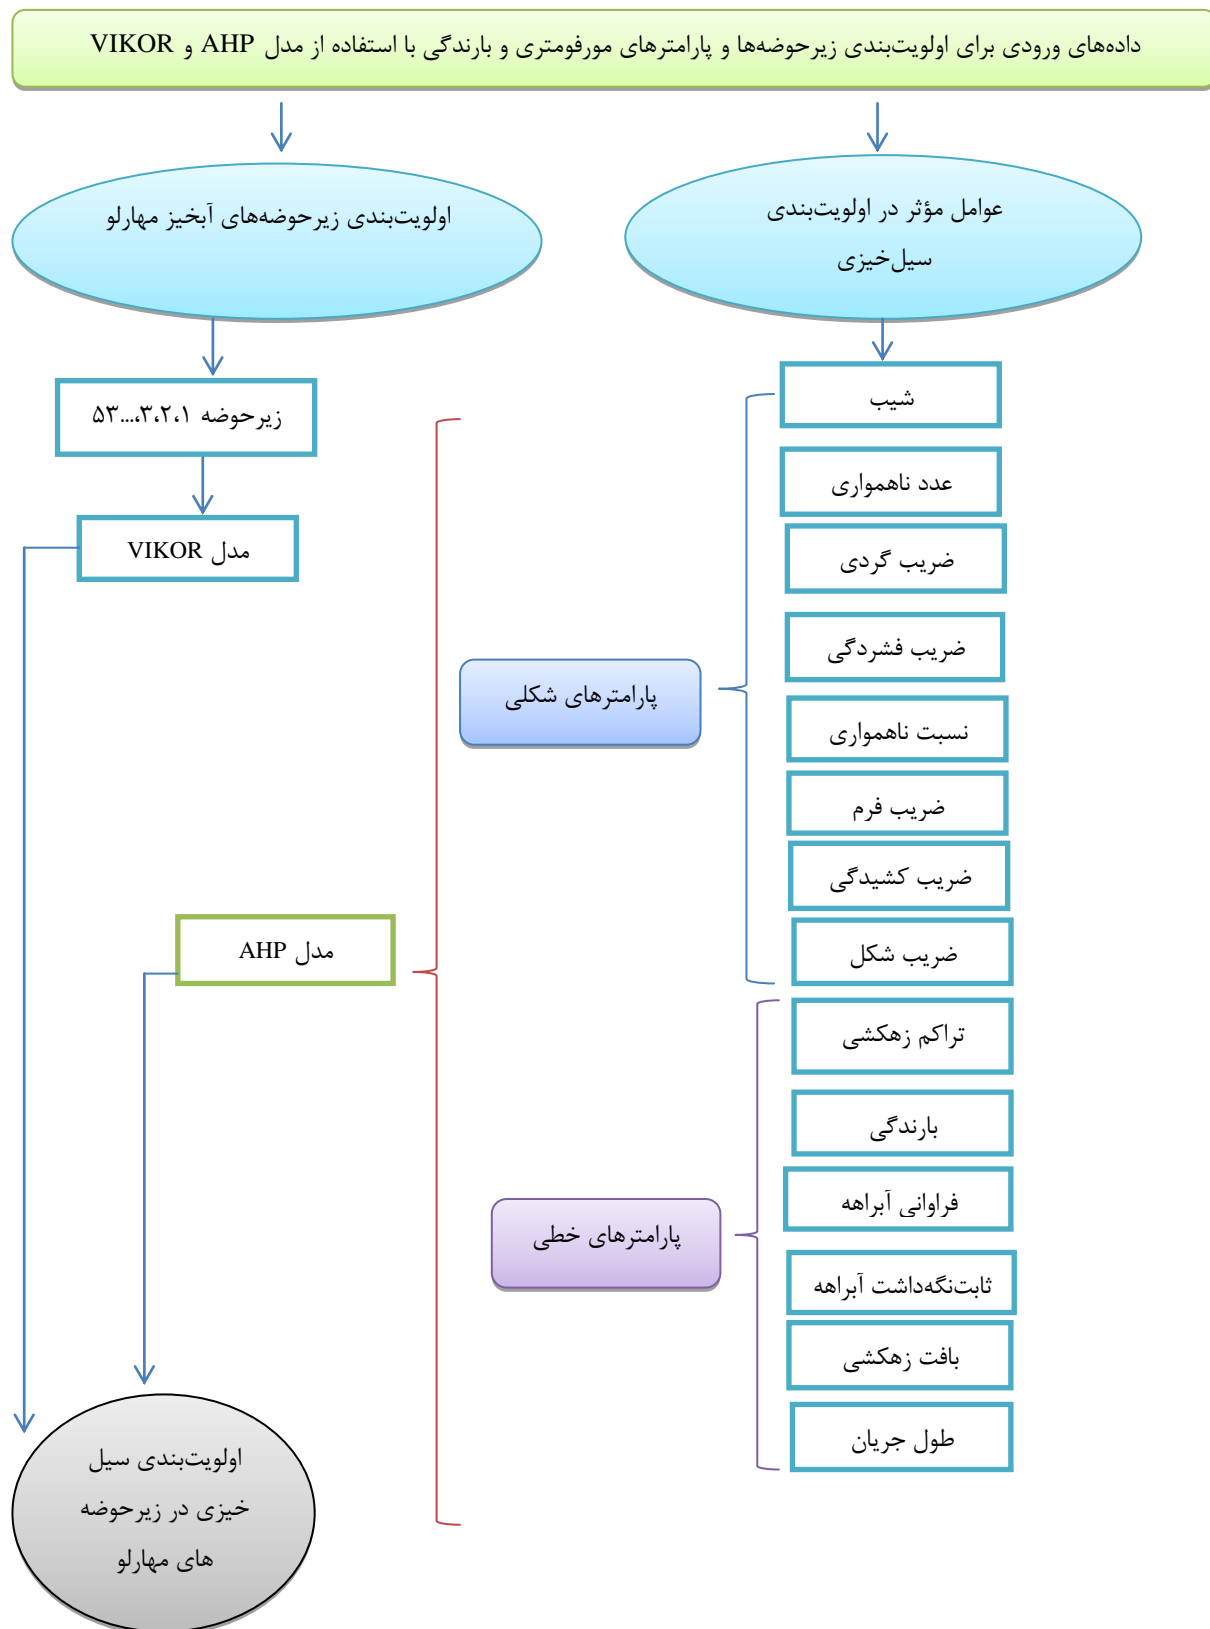 داده‌های ورودی برای اولویت‌بندی زیرحوضه‌ها و پارامترهای مورفومتری و بارندگی با استفاده از مدل AHP و VIKOR
عوامل مؤثر در اولویت‌بندی
سیل‌خیزی
اولویت‌بندی زیرحوضه‌های آبخیز مهارلو
شیب
عدد ناهمواری
ضریب گردی
ضریب فشردگی
نسبت ناهمواری
ضریب فرم
ضریب کشیدگی
ضریب شکل
تراکم زهکشی
بارندگی
فراوانی آبراهه
ثابت‌نگه‌داشت آبراهه
بافت زهکشی
طول جریان
پارامترهای شکلی
پارامترهای خطی
زیرحوضه ۱،۲،۳،...۵۳
مدل VIKOR
مدل AHP
اولویت‌بندی سیل
خیزی در زیرحوضه
های مهارلو